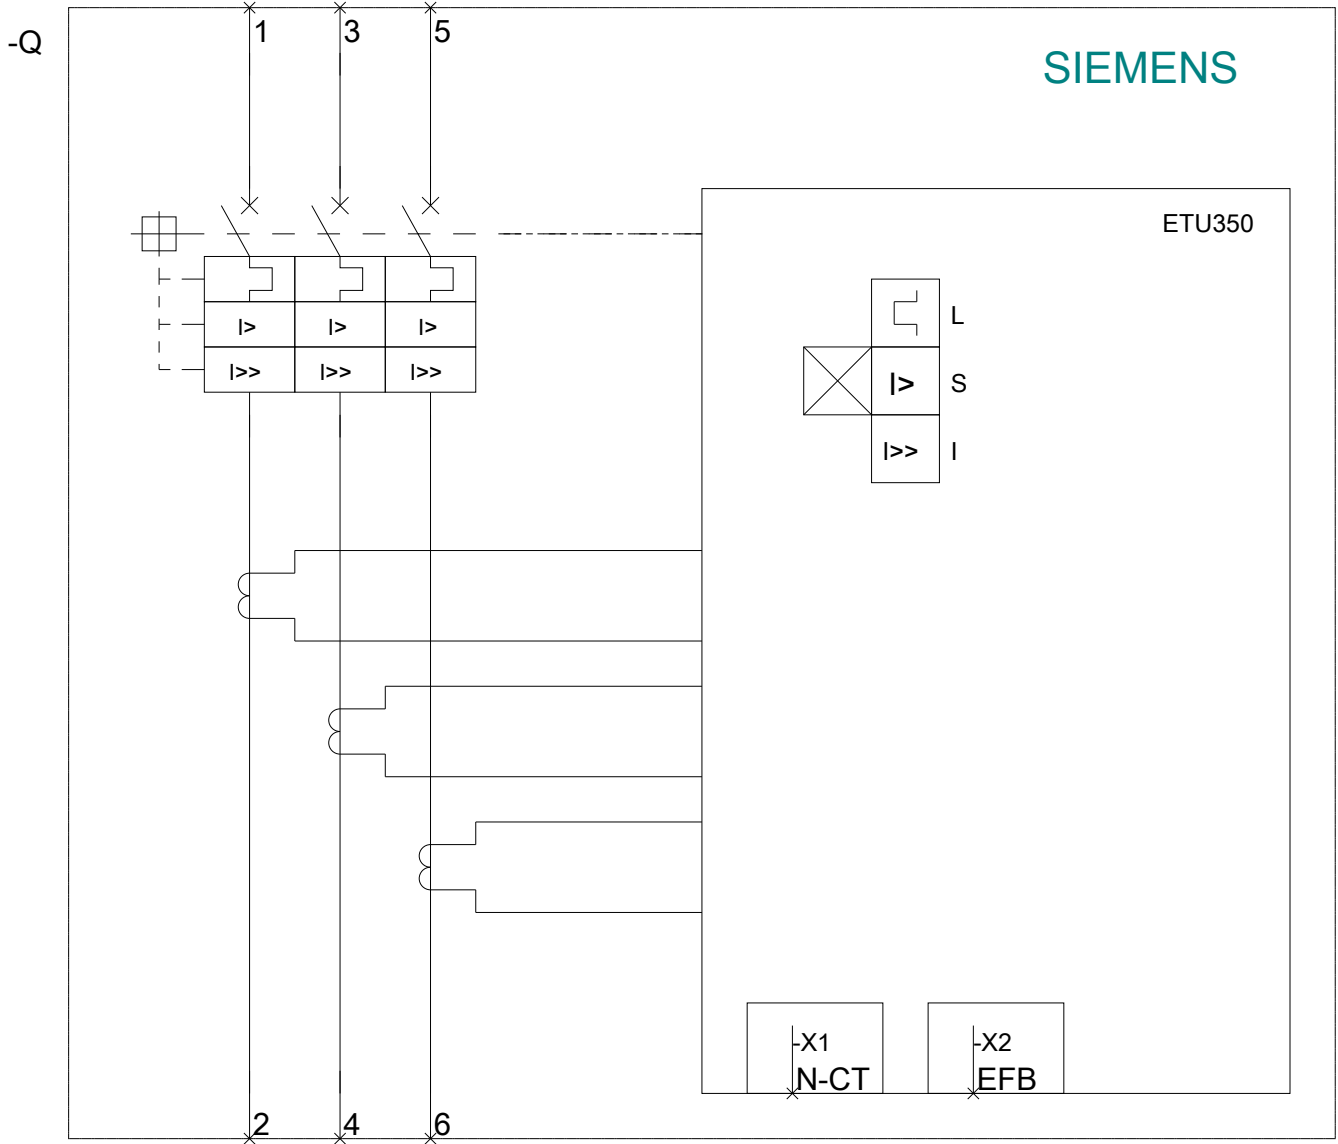 1 3 5
-Q
SIEMENS
ETU350
I> I> I>
I>> I>> I>>
L
I> S
I>> I
-X1 -X2
N-CT EFB
2 4 6